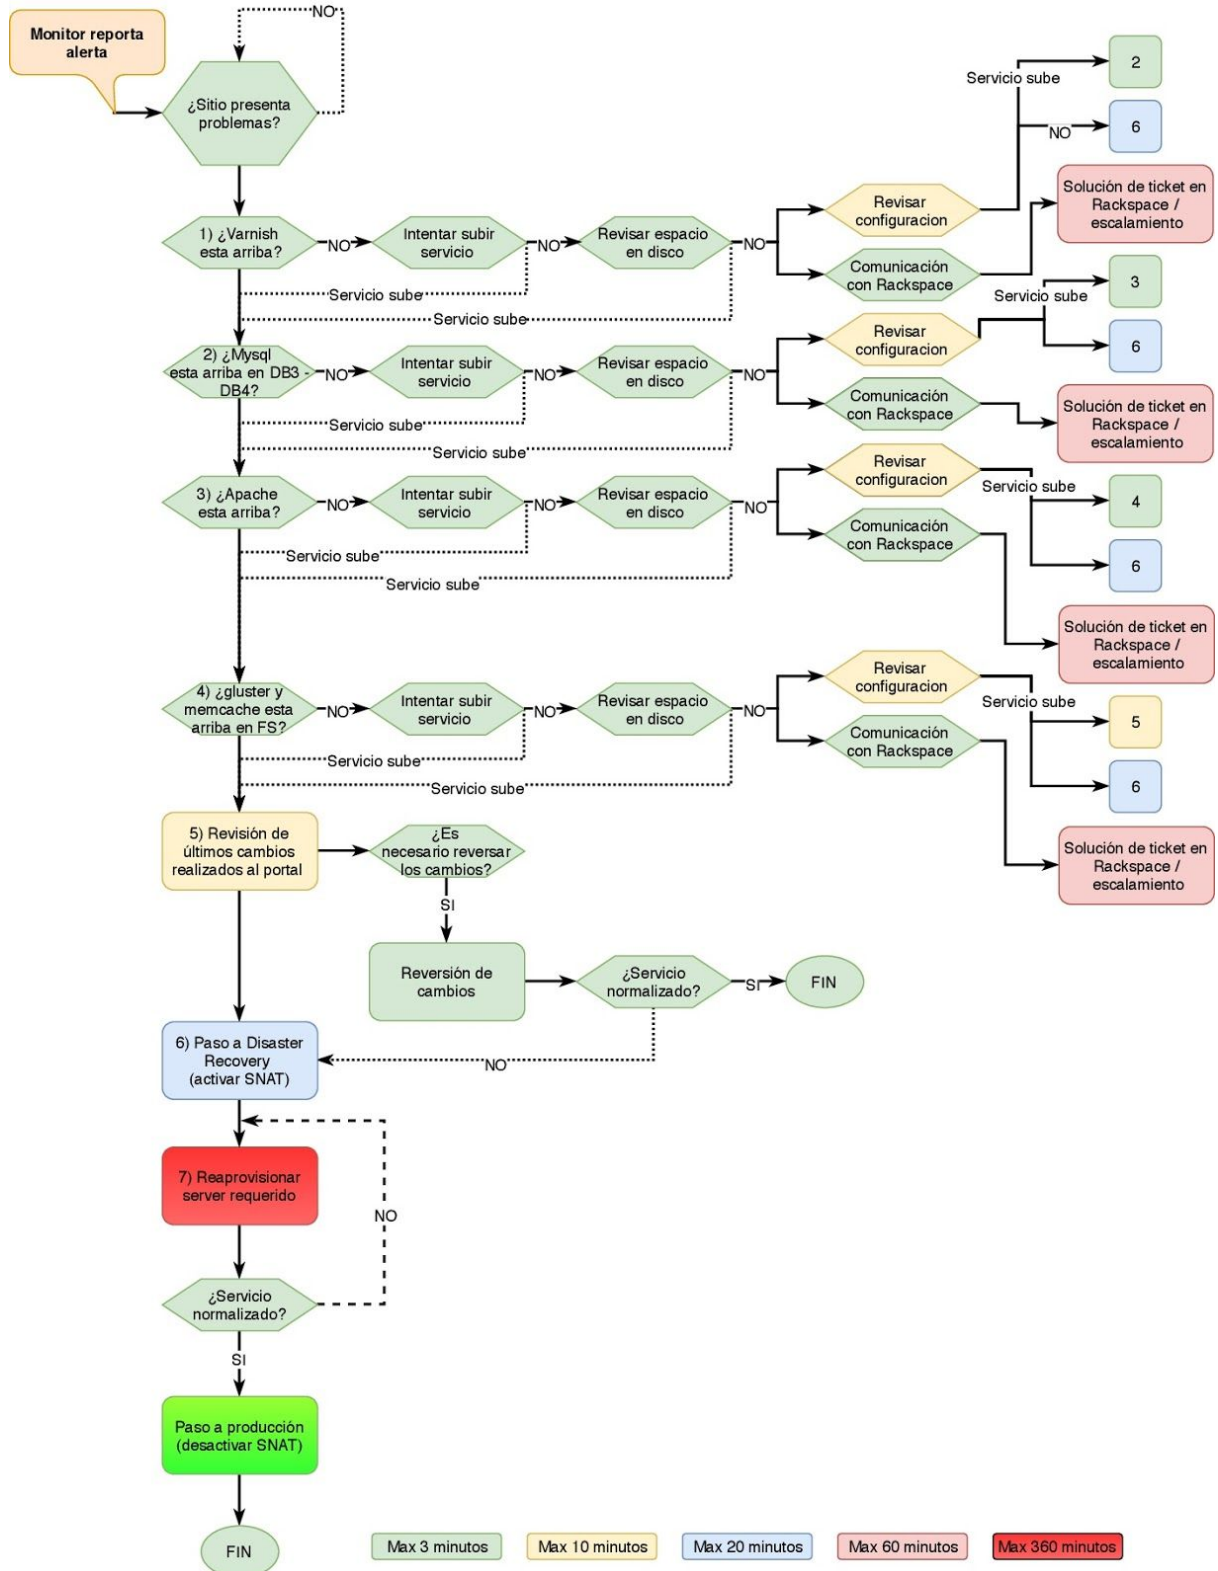 Monitor reporta
alerta
NO
¿Sitio presenta
problemas?
Servicio sube
2
NO
6
1) ¿Varnish
esta arriba?
NO
Intentar subir
servicio
NO
Revisar espacio
en disco
NO
Revisar
configuracion
Comunicación
con Rackspace
Solución de ticket en
Rackspace /
escalamiento
Servicio sube
Servicio sube
2) ¿Mysql
esta arriba en DB3 -
DB4?
NO
Intentar subir
servicio
NO
Revisar espacio
en disco
NO
Revisar
configuracion
Servicio sube
3
6
Comunicación
con Rackspace
Solución de ticket en
Rackspace /
escalamiento
Servicio sube
Servicio sube
3) ¿Apache
esta arriba?
NO
Intentar subir
servicio
NO
Revisar espacio
en disco
NO
Revisar
configuracion
Servicio sube
4
6
Comunicación
con Rackspace
Solución de ticket en
Rackspace /
escalamiento
Servicio sube
Servicio sube
4) ¿gluster y
memcache esta
arriba en FS?
NO
Intentar subir
servicio
NO
Revisar espacio
en disco
NO
Revisar
configuracion
Servicio sube
5
6
Comunicación
con Rackspace
Solución de ticket en
Rackspace /
escalamiento
Servicio sube
Servicio sube
5) Revisión de
últimos cambios
realizados al portal
¿Es
necesario reversar
los cambios?
SI
Reversión de
cambios
¿Servicio
normalizado?
SI
FIN
NO
6) Paso a Disaster
Recovery
(activar SNAT)
7) Reaprovisionar
server requerido
NO
¿Servicio
normalizado?
SI
Paso a producción
(desactivar SNAT)
FIN
Max 3 minutos
Max 10 minutos
Max 20 minutos
Max 60 minutos
Max 360 minutos